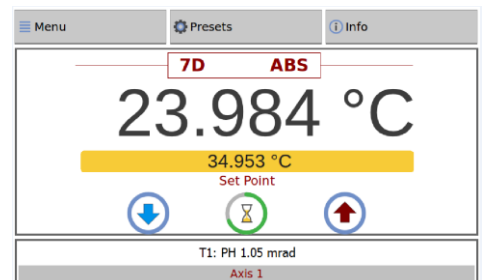 Menu Presets Info
7D ABS
23.984 °C
34.953 °C
Set Point
T1: PH 1.05 mrad
Axis 1